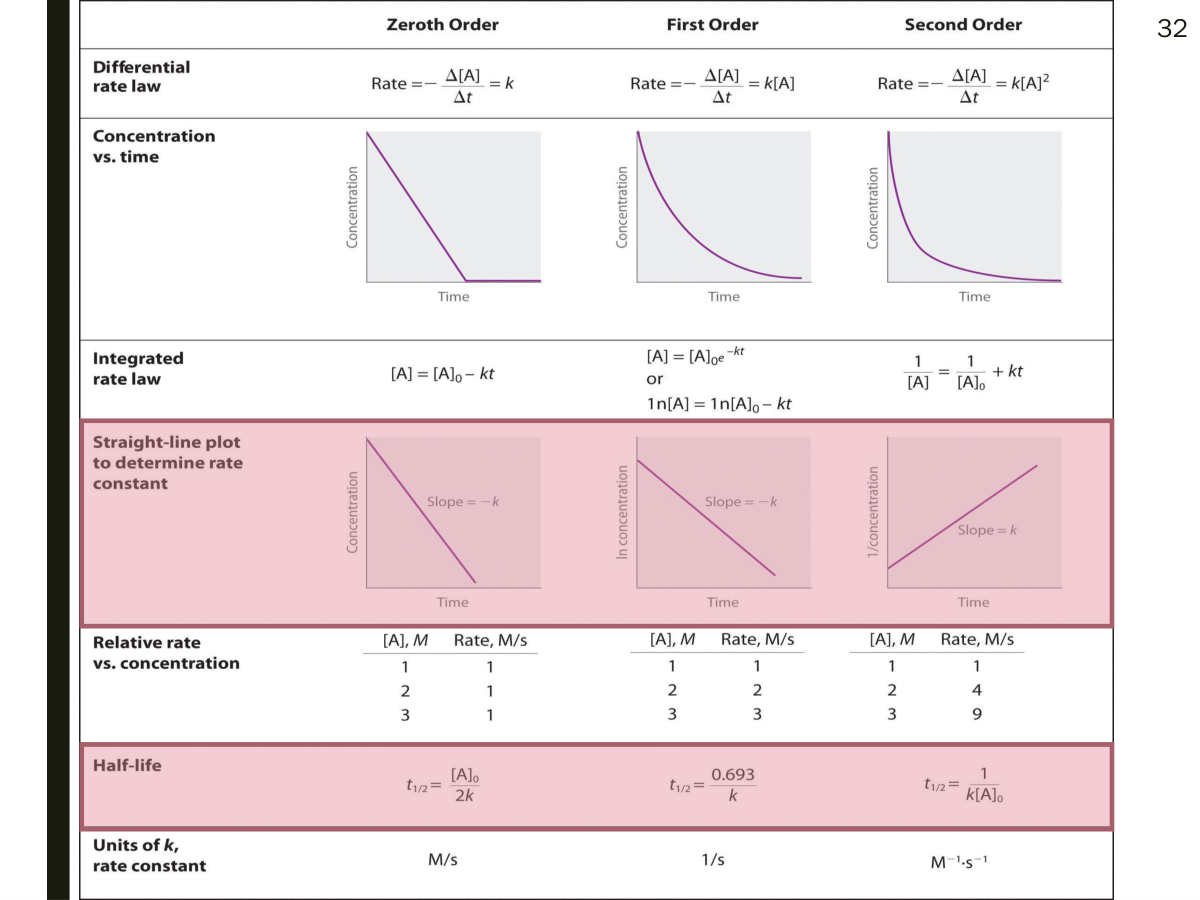 32
Zeroth Order First Order Second Order
Differential
rate law
Rate =− Δ[A]/Δt = k
Rate =− Δ[A]/Δt = k[A]
Rate =− Δ[A]/Δt = k[A]²
Concentration
vs. time
Concentration
Time
Concentration
Time
Concentration
Time
Integrated
rate law
[A] = [A]₀ – kt
[A] = [A]₀e⁻ᵏᵗ
or
1n[A] = 1n[A]₀ – kt
1/[A] = 1/[A]₀ + kt
Straight-line plot
to determine rate
constant
Concentration
Slope = −k
Time
ln concentration
Slope = −k
Time
1/concentration
Slope = k
Time
Relative rate
vs. concentration
[A], M Rate, M/s
1 1
2 1
3 1
[A], M Rate, M/s
1 1
2 2
3 3
[A], M Rate, M/s
1 1
2 4
3 9
Half-life
t₁/₂ = [A]₀/2k
t₁/₂ = 0.693/k
t₁/₂ = 1/k[A]₀
Units of k,
rate constant
M/s
1/s
M⁻¹·s⁻¹